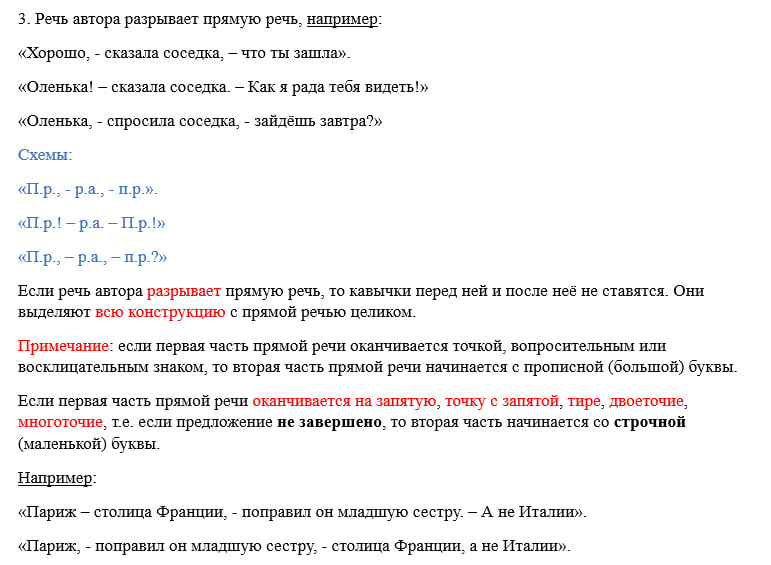 3. Речь автора разрывает прямую речь, например:
«Хорошо, - сказала соседка, – что ты зашла».
«Оленька! – сказала соседка. – Как я рада тебя видеть!»
«Оленька, - спросила соседка, - зайдёшь завтра?»
Схемы:
«П.р., - р.а., - п.р.».
«П.р.! – р.а. – П.р.!»
«П.р., – р.а., – п.р.?»
Если речь автора разрывает прямую речь, то кавычки перед ней и после неё не ставятся. Они
выделяют всю конструкцию с прямой речью целиком.
Примечание: если первая часть прямой речи оканчивается точкой, вопросительным или
восклицательным знаком, то вторая часть прямой речи начинается с прописной (большой) буквы.
Если первая часть прямой речи оканчивается на запятую, точку с запятой, тире, двоеточие,
многоточие, т.е. если предложение не завершено, то вторая часть начинается со строчной
(маленькой) буквы.
Например:
«Париж – столица Франции, - поправил он младшую сестру. – А не Италии».
«Париж, - поправил он младшую сестру, - столица Франции, а не Италии».